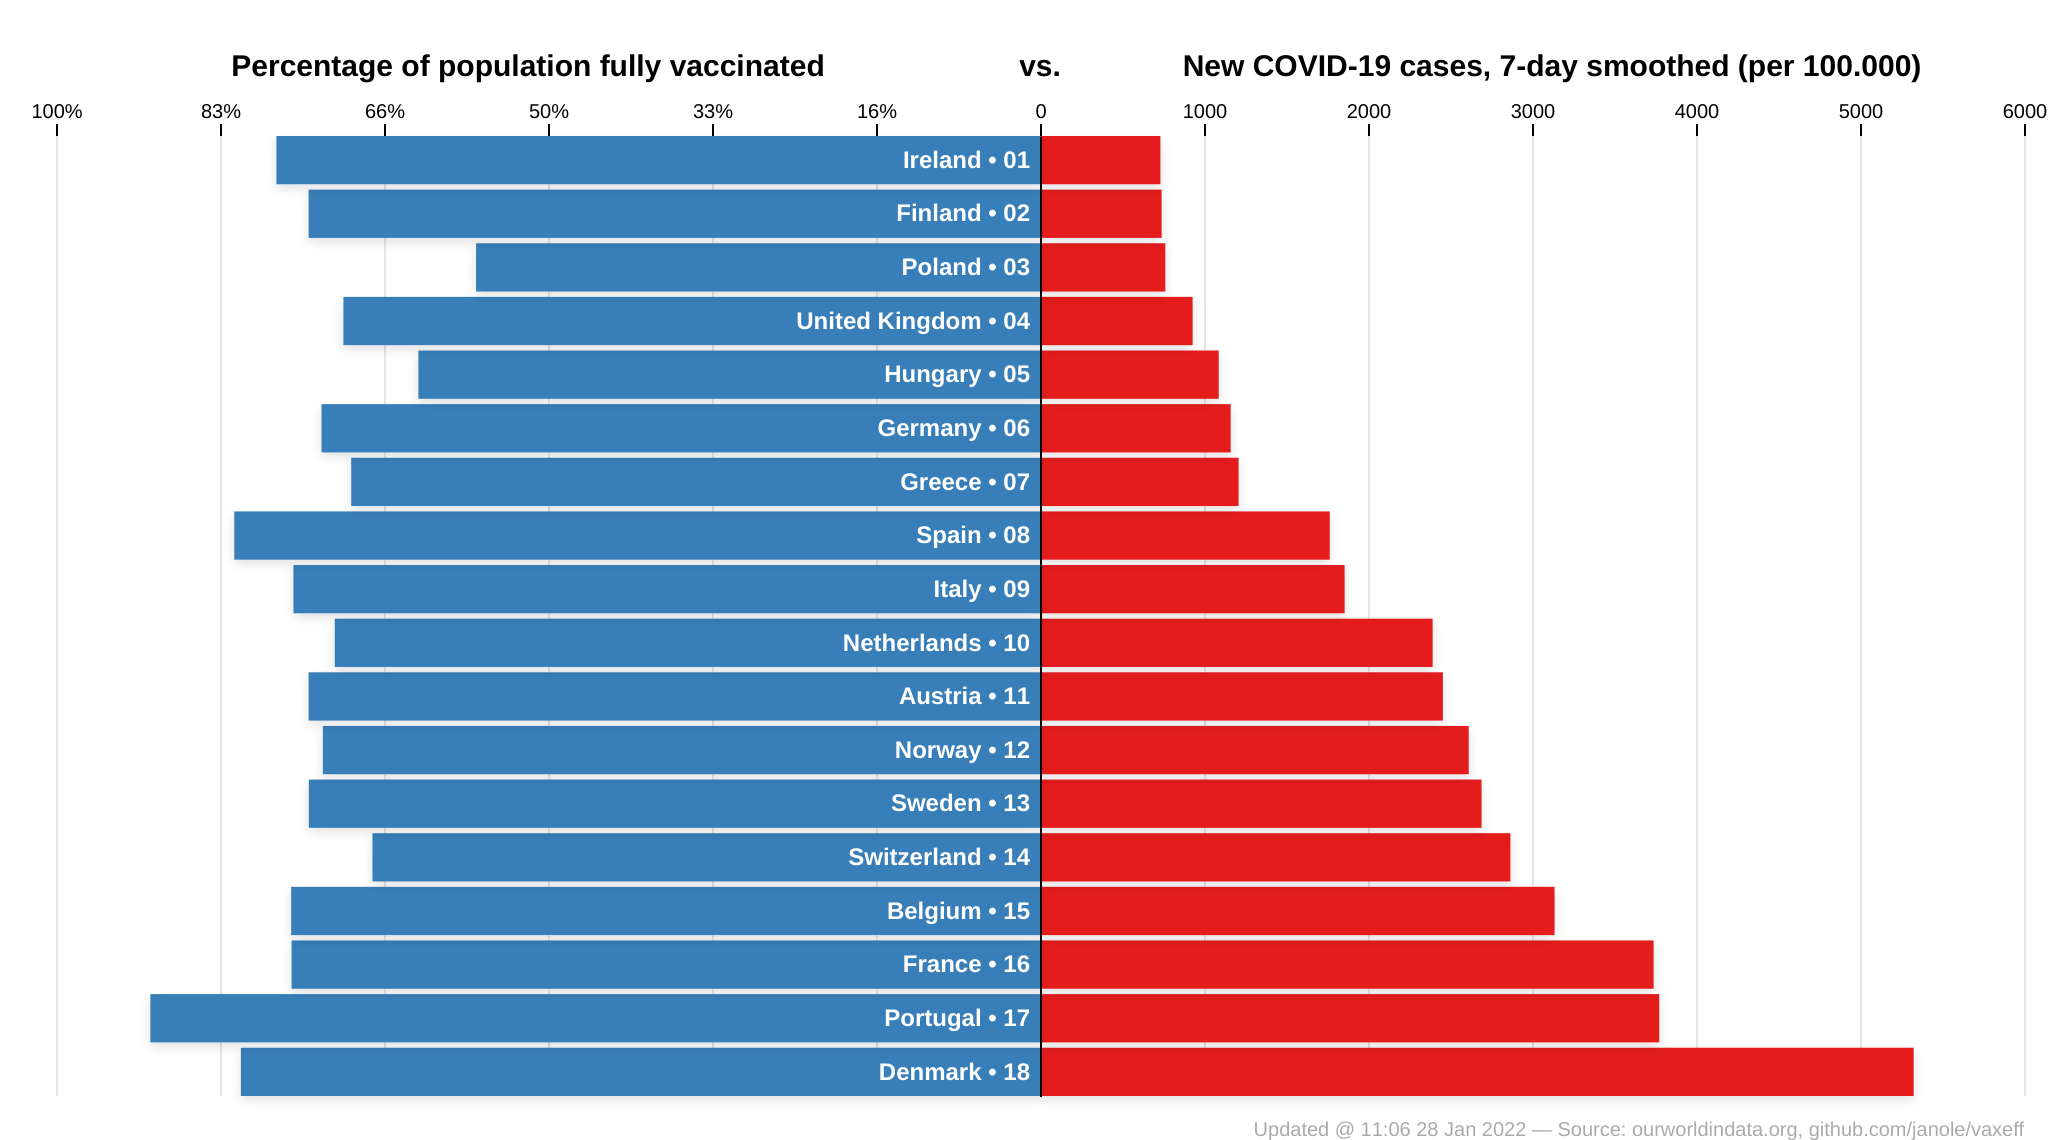 Percentage of population fully vaccinated vs. New COVID-19 cases, 7-day smoothed (per 100.000)
100% 83% 66% 50% 33% 16% 0 1000 2000 3000 4000 5000 6000
Ireland • 01
Finland • 02
Poland • 03
United Kingdom • 04
Hungary • 05
Germany • 06
Greece • 07
Spain • 08
Italy • 09
Netherlands • 10
Austria • 11
Norway • 12
Sweden • 13
Switzerland • 14
Belgium • 15
France • 16
Portugal • 17
Denmark • 18
Updated @ 11:06 28 Jan 2022 — Source: ourworldindata.org, github.com/janole/vaxeff